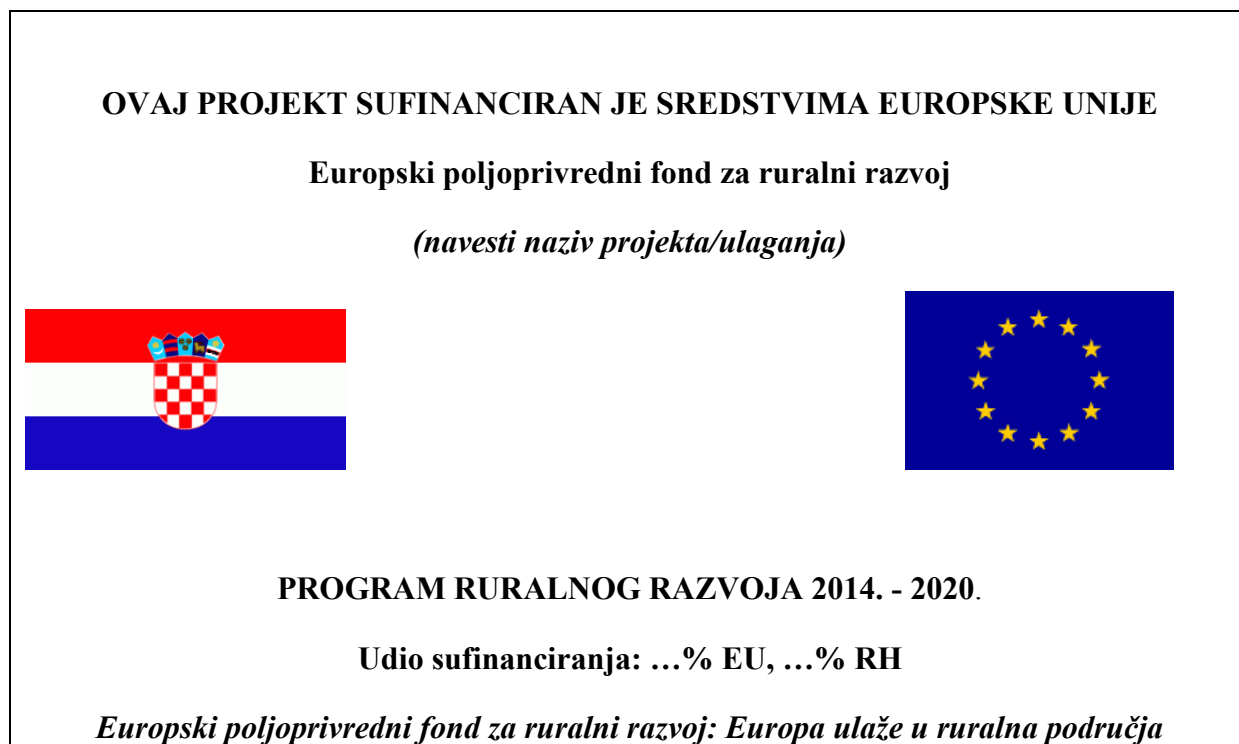 OVAJ PROJEKT SUFINANCIRAN JE SREDSTVIMA EUROPSKE UNIJE
Europski poljoprivredni fond za ruralni razvoj
(navesti naziv projekta/ulaganja)
PROGRAM RURALNOG RAZVOJA 2014. - 2020.
Udio sufinanciranja: …% EU, …% RH
Europski poljoprivredni fond za ruralni razvoj: Europa ulaže u ruralna područja